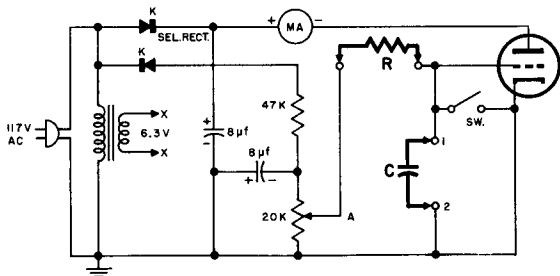 K
SEL. RECT.
+ MA -
K
R
117V
AC
6.3V
X
X
+
-
8µf
47K
8µf
+ -
20K
A
SW.
1
C
2